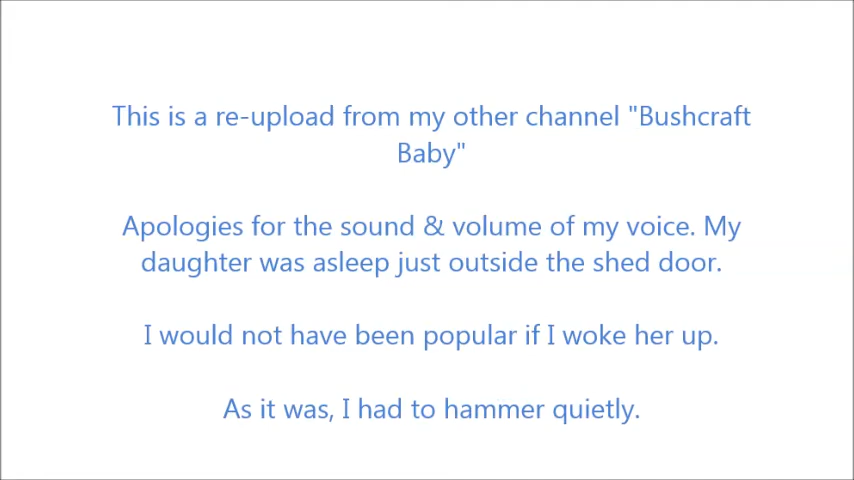 This is a re-upload from my other channel "Bushcraft
Baby"
Apologies for the sound & volume of my voice. My
daughter was asleep just outside the shed door.
I would not have been popular if I woke her up.
As it was, I had to hammer quietly.